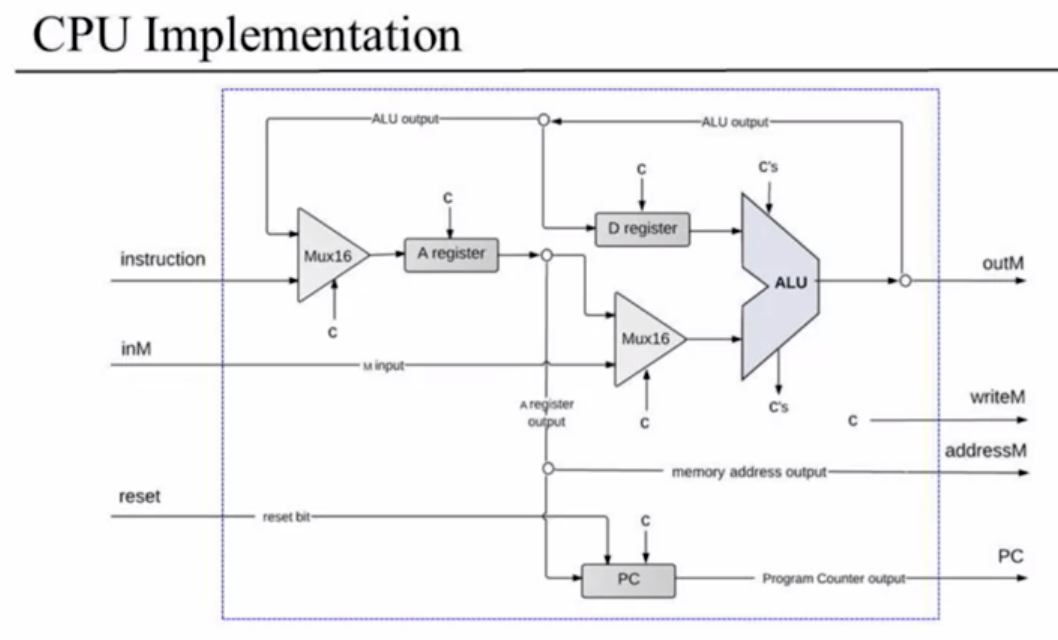 CPU Implementation
ALU output
ALU output
C
C's
C
D register
instruction
Mux16
A register
ALU
outM
C
Mux16
inM
M input
A register
output
C
C's
C
writeM
addressM
memory address output
reset
reset bit
C
PC
PC
Program Counter output